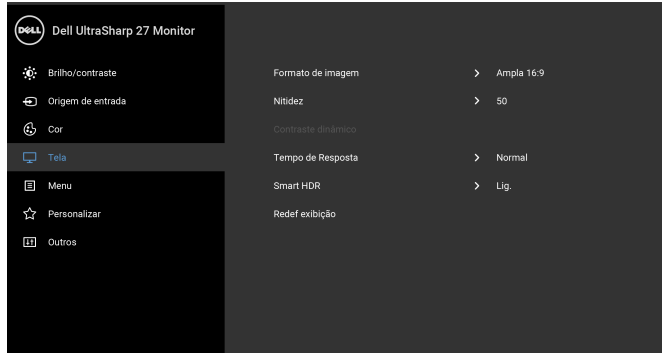 DELL
Dell UltraSharp 27 Monitor
Brilho/contraste
Origem de entrada
Cor
Tela
Menu
Personalizar
Outros
Formato de imagem > Ampla 16:9
Nitidez > 50
Contraste dinâmico
Tempo de Resposta > Normal
Smart HDR > Lig.
Redef exibição